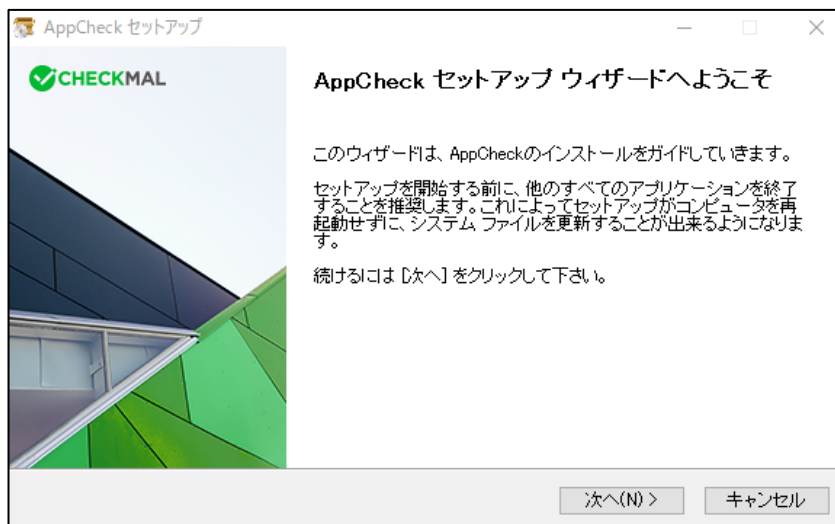 AppCheck セットアップ
CHECKMAL
AppCheck セットアップ ウィザードへようこそ
このウィザードは、AppCheckのインストールをガイドしていきます。
セットアップを開始する前に、他のすべてのアプリケーションを終了
することを推奨します。これによってセットアップがコンピュータを再
起動せずに、システム ファイルを更新することが出来るようになりま
す。
続けるには [次へ] をクリックして下さい。
次へ(N) >
キャンセル